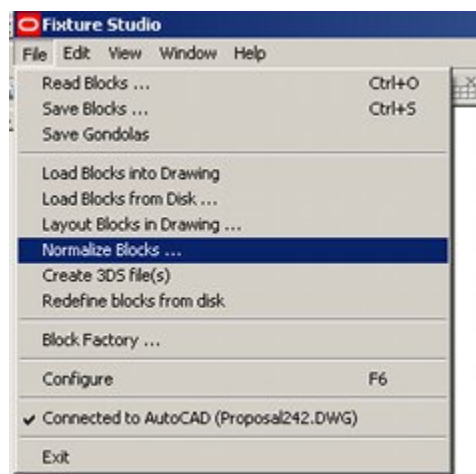 Fixture Studio
File Edit View Window Help
Read Blocks ... Ctrl+O
Save Blocks ... Ctrl+S
Save Gondolas
Load Blocks into Drawing
Load Blocks from Disk ...
Layout Blocks in Drawing ...
Normalize Blocks ...
Create 3DS file(s)
Redefine blocks from disk
Block Factory ...
Configure F6
Connected to AutoCAD (Proposal242.DWG)
Exit